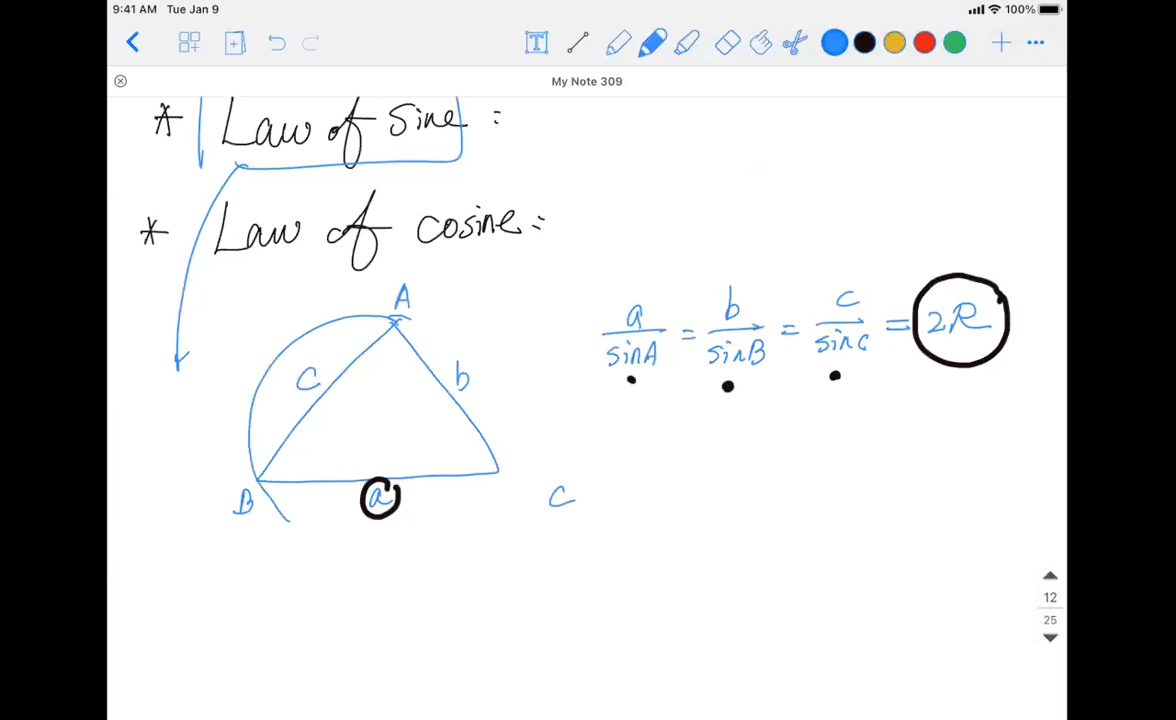 9:41 AM Tue Jan 9
100%
T
My Note 309
* Law of Sine :
* Law of cosine =
A
c
b
B
a
C
a/sinA = b/sinB = c/sinC = 2R
12
25